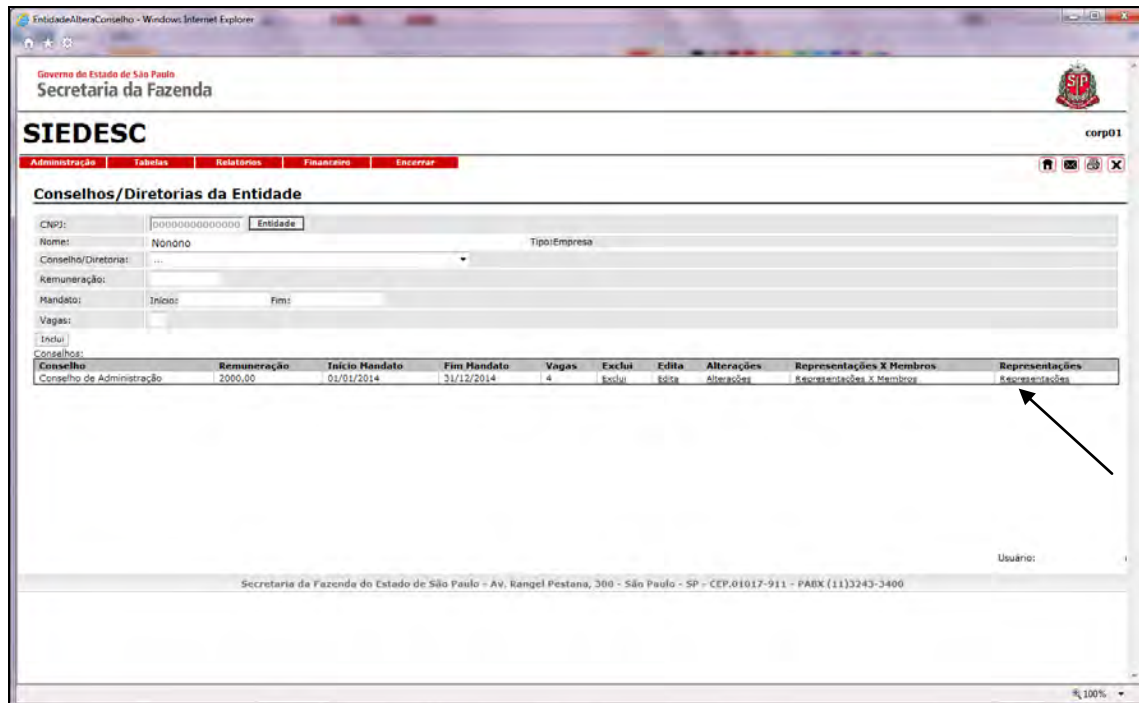 EntidadeAlteraConselho - Windows Internet Explorer
Governo do Estado de São Paulo
Secretaria da Fazenda
SIEDESC
corp01
Administração Tabelas Relatórios Financeiro Encerrar
Conselhos/Diretorias da Entidade
CNPJ: 00000000000000 Entidade
Nome: Nonono Tipo:Empresa
Conselho/Diretoria: ...
Remuneração:
Mandato: Início: Fim:
Vagas:
Inclui
Conselhos:
Conselho Remuneração Início Mandato Fim Mandato Vagas Exclui Edita Alterações Representações X Membros Representações
Conselho de Administração 2000,00 01/01/2014 31/12/2014 4 Exclui Edita Alterações Representações X Membros Representações
Usuário:
Secretaria da Fazenda do Estado de São Paulo - Av. Rangel Pestana, 300 - São Paulo - SP - CEP.01017-911 - PABX (11)3243-3400
100%